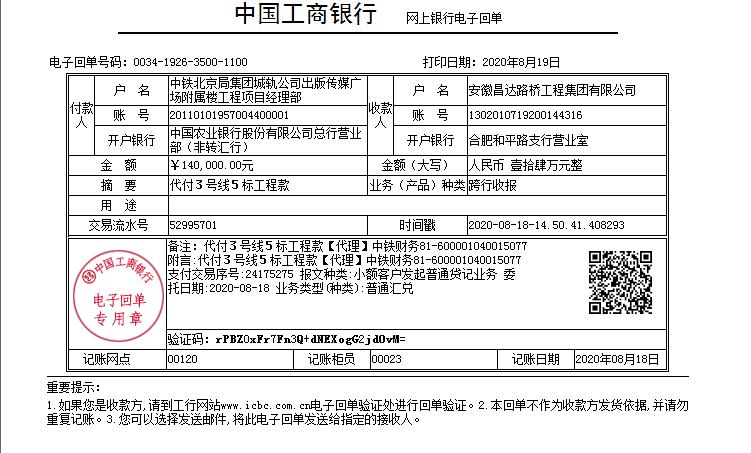 中国工商银行 网上银行电子回单
电子回单号码：0034-1926-3500-1100 打印日期：2020年8月19日
付款人 户 名 中铁北京局集团城轨公司出版传媒广场附属楼工程项目经理部 收款人 户 名 安徽昌达路桥工程集团有限公司
账 号 20110101957004400001 账 号 1302010719200144316
开户银行 中国农业银行股份有限公司总行营业部（非转汇行） 开户银行 合肥和平路支行营业室
金 额 ￥140,000.00元 金额（大写） 人民币 壹拾肆万元整
摘 要 代付3号线5标工程款 业务（产品）种类 跨行收报
用 途
交易流水号 52995701 时间戳 2020-08-18-14.50.41.408293
中国工商银行
电子回单
专用章
备注：代付3号线5标工程款【代理】中铁财务81-600001040015077
附言:代付3号线5标工程款【代理】中铁财务81-600001040015077
支付交易序号:24175275 报文种类:小额客户发起普通贷记业务 委
托日期:2020-08-18 业务类型(种类):普通汇兑
验证码：rPBZOxFr7Fn3Q+dNEXogG2jdOvM=
记账网点 00120 记账柜员 00023 记账日期 2020年08月18日
重要提示:
1.如果您是收款方,请到工行网站www.icbc.com.cn电子回单验证处进行回单验证。2.本回单不作为收款方发货依据,并请勿
重复记账。3.您可以选择发送邮件,将此电子回单发送给指定的接收人。